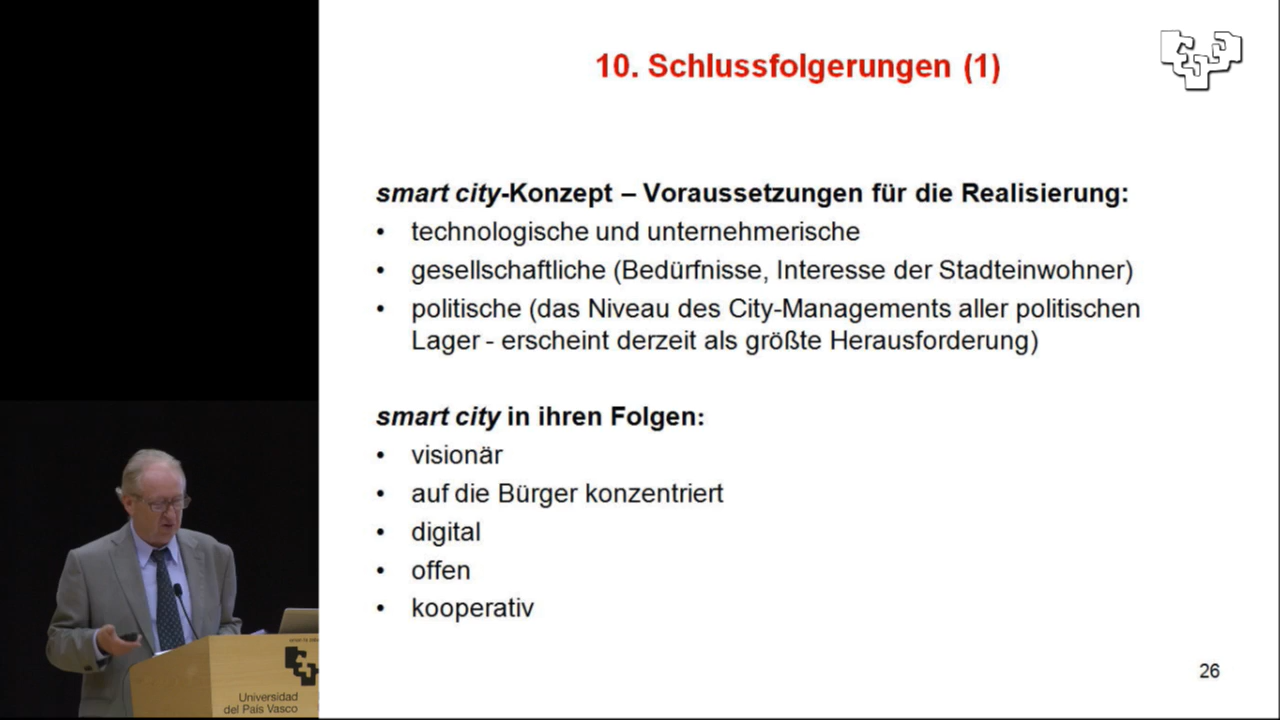 10. Schlussfolgerungen (1)
smart city-Konzept – Voraussetzungen für die Realisierung:
• technologische und unternehmerische
• gesellschaftliche (Bedürfnisse, Interesse der Stadteinwohner)
• politische (das Niveau des City-Managements aller politischen
Lager - erscheint derzeit als größte Herausforderung)
smart city in ihren Folgen:
• visionär
• auf die Bürger konzentriert
• digital
• offen
• kooperativ
26
Universidad
del País Vasco